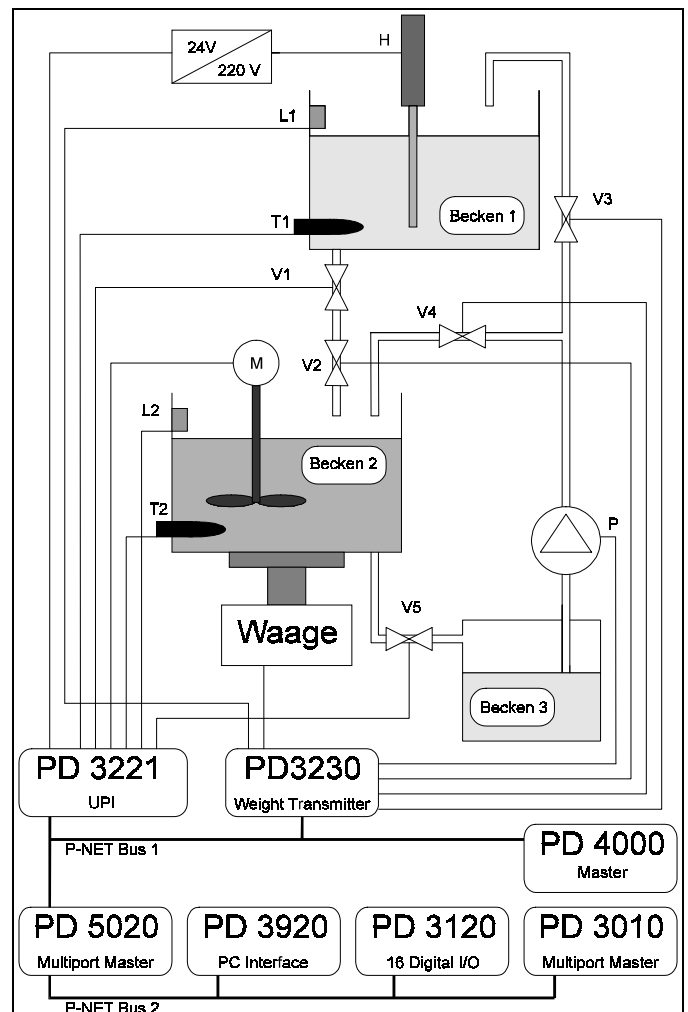 24V
220 V
H
L1
T1
Becken 1
V3
V1
V4
V2
M
L2
Becken 2
T2
P
V5
Waage
Becken 3
PD 3221
UPI
PD3230
Weight Transmitter
P-NET Bus 1
PD 4000
Master
PD 5020
Multiport Master
PD 3920
PC Interface
PD 3120
16 Digital I/O
PD 3010
Multiport Master
P-NET Bus 2